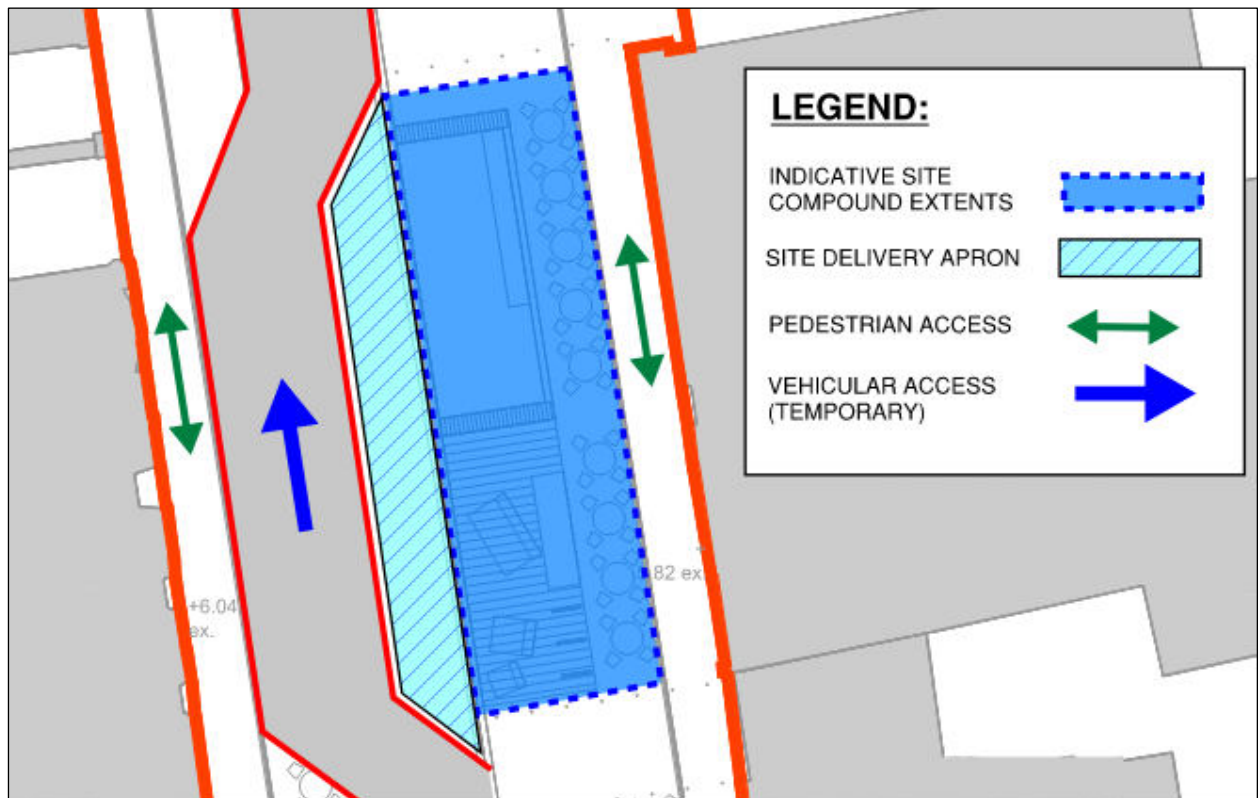 LEGEND:
INDICATIVE SITE
COMPOUND EXTENTS
SITE DELIVERY APRON
PEDESTRIAN ACCESS
VEHICULAR ACCESS
(TEMPORARY)
82 ex.
+6.04
ex.